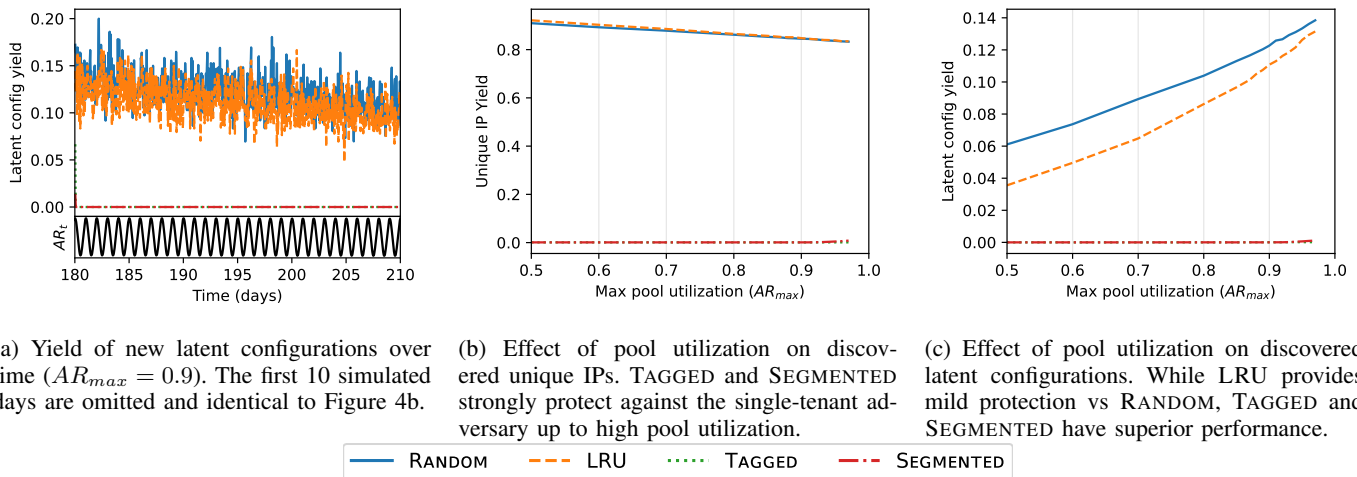 0.20
0.15
0.10
0.05
0.00
Latent config yield
AR_t
180 185 190 195 200 205 210
Time (days)
0.8
0.6
0.4
0.2
0.0
Unique IP Yield
0.5 0.6 0.7 0.8 0.9 1.0
Max pool utilization (AR_max)
0.14
0.12
0.10
0.08
0.06
0.04
0.02
0.00
Latent config yield
0.5 0.6 0.7 0.8 0.9 1.0
Max pool utilization (AR_max)
a) Yield of new latent configurations over
ime (AR_max = 0.9). The first 10 simulated
days are omitted and identical to Figure 4b.
(b) Effect of pool utilization on discov-
ered unique IPs. TAGGED and SEGMENTED
strongly protect against the single-tenant ad-
versary up to high pool utilization.
(c) Effect of pool utilization on discovered
latent configurations. While LRU provides
mild protection vs RANDOM, TAGGED and
SEGMENTED have superior performance.
RANDOM LRU TAGGED SEGMENTED